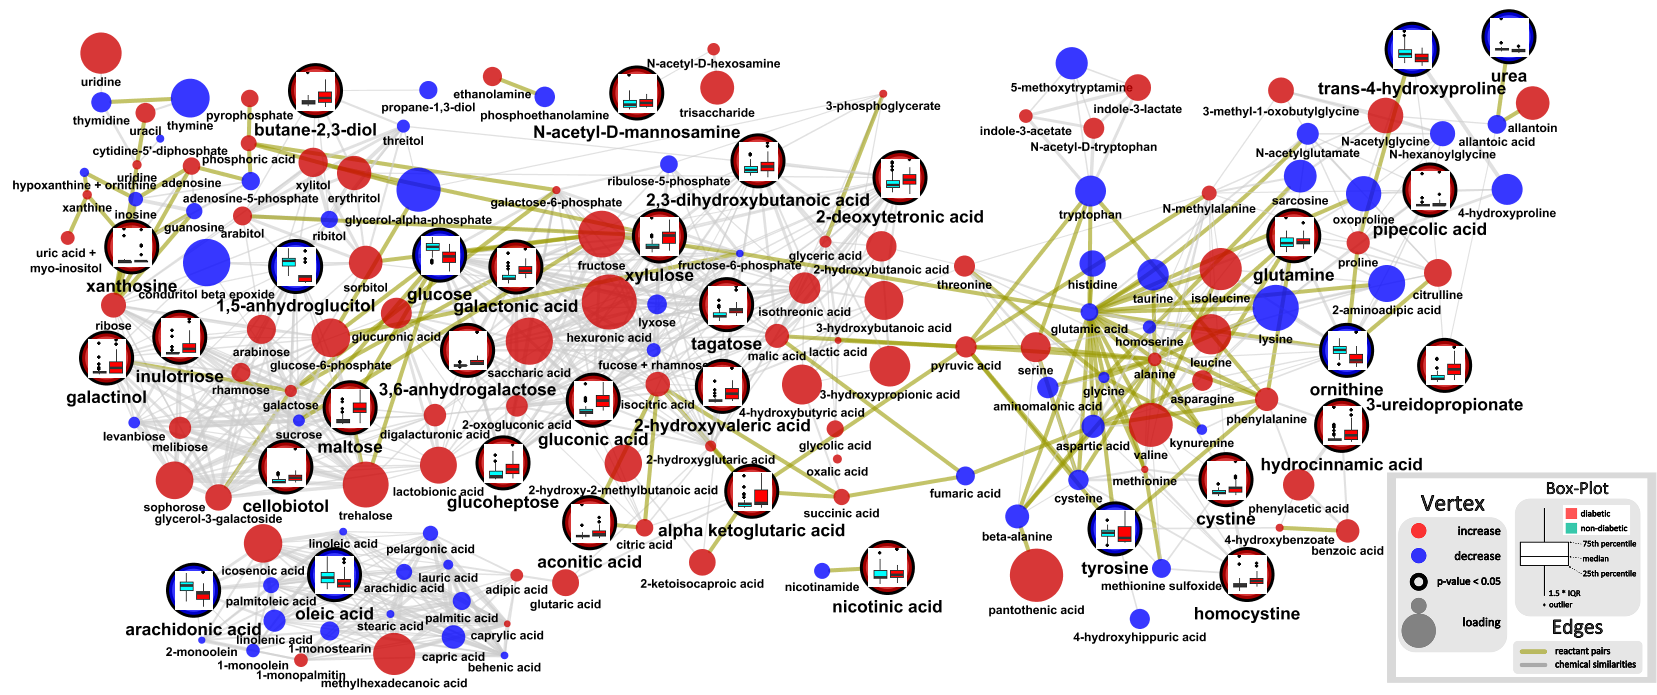 uridine
thymidine
thymine
uracil
pyrophosphate
cytidine-5'-diphosphate
phosphoric acid
uridine
hypoxanthine + ornithine
adenosine
adenosine-5-phosphate
xanthine
inosine
guanosine
uric acid +
myo-inositol
xanthosine
arabitol
ribitol
conduritol beta epoxide
butane-2,3-diol
propane-1,3-diol
threitol
xylitol
erythritol
glycerol-alpha-phosphate
ethanolamine
phosphoethanolamine
N-acetyl-D-hexosamine
trisaccharide
N-acetyl-D-mannosamine
3-phosphoglycerate
ribulose-5-phosphate
2,3-dihydroxybutanoic acid
2-deoxytetronic acid
galactose-6-phosphate
fructose
xylulose
fructose-6-phosphate
glyceric acid
2-hydroxybutanoic acid
1,5-anhydroglucitol
sorbitol
glucose
galactonic acid
hexuronic acid
lyxose
tagatose
isothreonic acid
3-hydroxybutanoic acid
ribose
arabinose
glucose-6-phosphate
glucuronic acid
saccharic acid
fucose + rhamnose
malic acid
lactic acid
3-hydroxypropionic acid
galactinol
inulotriose
rhamnose
galactose
3,6-anhydrogalactose
isocitric acid
2-hydroxyvaleric acid
4-hydroxybutyric acid
levanbiose
melibiose
sucrose
maltose
digalacturonic acid
2-oxogluconic acid
gluconic acid
glycolic acid
oxalic acid
sophorose
glycerol-3-galactoside
cellobiotol
trehalose
lactobionic acid
glucoheptose
2-hydroxy-2-methylbutanoic acid
2-hydroxyglutaric acid
alpha ketoglutaric acid
succinic acid
fumaric acid
aconitic acid
citric acid
2-ketoisocaproic acid
glutaric acid
icosenoic acid
linoleic acid
pelargonic acid
lauric acid
arachidic acid
adipic acid
palmitoleic acid
oleic acid
arachidonic acid
stearic acid
palmitic acid
caprylic acid
linolenic acid
2-monoolein
1-monoolein
1-monostearin
1-monopalmitin
capric acid
behenic acid
methylhexadecanoic acid
nicotinamide
nicotinic acid
5-methoxytryptamine
indole-3-lactate
indole-3-acetate
N-acetyl-D-tryptophan
tryptophan
N-methylalanine
3-methyl-1-oxobutylglycine
trans-4-hydroxyproline
urea
allantoin
allantoic acid
N-acetylglycine
N-acetylglutamate
N-hexanoylglycine
sarcosine
oxoproline
pipecolic acid
4-hydroxyproline
threonine
histidine
taurine
isoleucine
glutamine
proline
citrulline
2-aminoadipic acid
lysine
glutamic acid
homoserine
pyruvic acid
serine
alanine
leucine
ornithine
3-ureidopropionate
glycine
aminomalonic acid
asparagine
phenylalanine
aspartic acid
valine
kynurenine
hydrocinnamic acid
methionine
cysteine
cystine
phenylacetic acid
beta-alanine
tyrosine
4-hydroxybenzoate
benzoic acid
pantothenic acid
methionine sulfoxide
homocystine
4-hydroxyhippuric acid
Vertex
increase
decrease
p-value < 0.05
loading
Box-Plot
diabetic
non-diabetic
75th percentile
median
25th percentile
1.5 * IQR
outlier
Edges
reactant pairs
chemical similarities